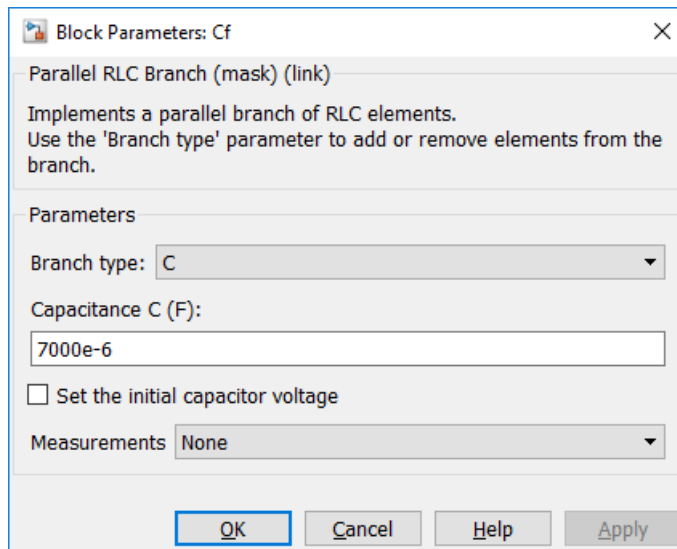 Block Parameters: Cf
Parallel RLC Branch (mask) (link)
Implements a parallel branch of RLC elements.
Use the 'Branch type' parameter to add or remove elements from the
branch.
Parameters
Branch type: C
Capacitance C (F):
7000e-6
Set the initial capacitor voltage
Measurements None
OK Cancel Help Apply